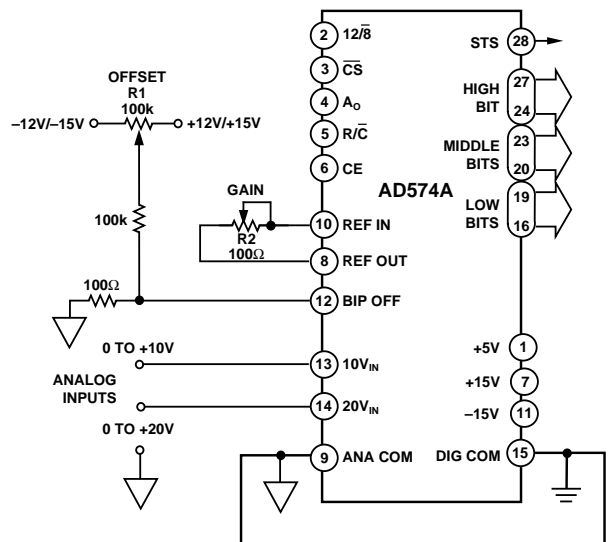 OFFSET
R1
100k
–12V/–15V
+12V/+15V
100k
GAIN
R2
100Ω
100Ω
0 TO +10V
ANALOG
INPUTS
0 TO +20V
2 12/8̅
3 C̅S̅
4 AO
5 R/C̅
6 CE
10 REF IN
8 REF OUT
12 BIP OFF
13 10VIN
14 20VIN
9 ANA COM
AD574A
STS 28
HIGH
BIT
27
24
MIDDLE
BITS
23
20
LOW
BITS
19
16
+5V 1
+15V 7
–15V 11
DIG COM 15